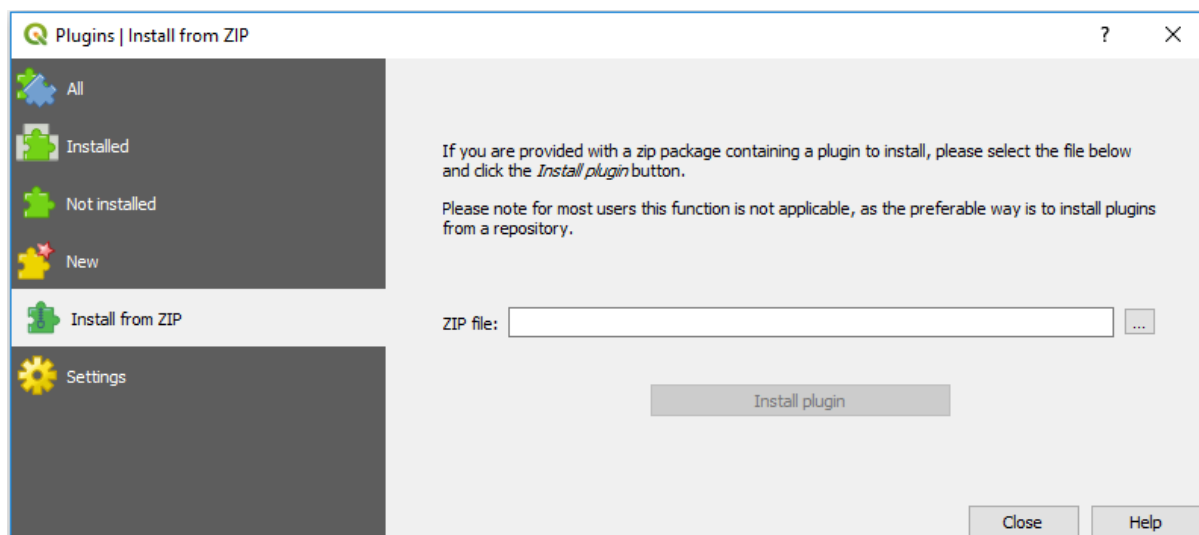 Plugins | Install from ZIP
?
All
Installed
Not installed
New
Install from ZIP
Settings
If you are provided with a zip package containing a plugin to install, please select the file below
and click the Install plugin button.
Please note for most users this function is not applicable, as the preferable way is to install plugins
from a repository.
ZIP file:
...
Install plugin
Close
Help